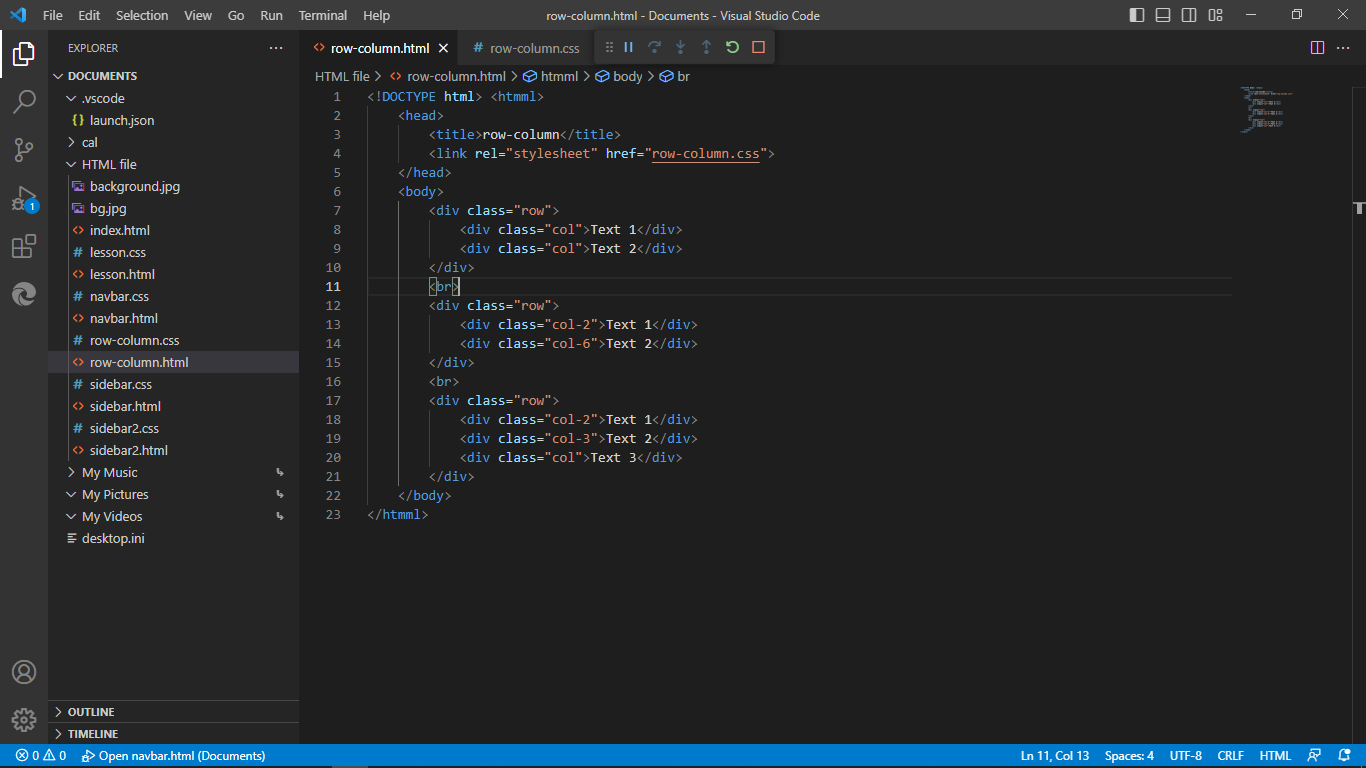 File Edit Selection View Go Run Terminal Help row-column.html - Documents - Visual Studio Code
EXPLORER
DOCUMENTS
.vscode
launch.json
cal
HTML file
background.jpg
bg.jpg
index.html
lesson.css
lesson.html
navbar.css
navbar.html
row-column.css
row-column.html
sidebar.css
sidebar.html
sidebar2.css
sidebar2.html
My Music
My Pictures
My Videos
desktop.ini
OUTLINE
TIMELINE
1
row-column.html row-column.css
HTML file > row-column.html > htmml > body > br
1 <!DOCTYPE html> <htmml>
2 <head>
3 <title>row-column</title>
4 <link rel="stylesheet" href="row-column.css">
5 </head>
6 <body>
7 <div class="row">
8 <div class="col">Text 1</div>
9 <div class="col">Text 2</div>
10 </div>
11 <br>
12 <div class="row">
13 <div class="col-2">Text 1</div>
14 <div class="col-6">Text 2</div>
15 </div>
16 <br>
17 <div class="row">
18 <div class="col-2">Text 1</div>
19 <div class="col-3">Text 2</div>
20 <div class="col">Text 3</div>
21 </div>
22 </body>
23 </htmml>
0 0 Open navbar.html (Documents) Ln 11, Col 13 Spaces: 4 UTF-8 CRLF HTML